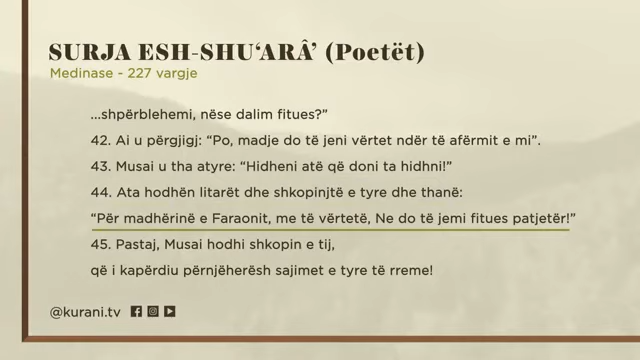 SURJA ESH-SHU‘ARÂ’ (Poetët)
Medinase - 227 vargje
...shpërblehemi, nëse dalim fitues?”
42. Ai u përgjigj: “Po, madje do të jeni vërtet ndër të afërmit e mi”.
43. Musai u tha atyre: “Hidheni atë që doni ta hidhni!”
44. Ata hodhën litarët dhe shkopinjtë e tyre dhe thanë:
“Për madhërinë e Faraonit, me të vërtetë, Ne do të jemi fitues patjetër!”
45. Pastaj, Musai hodhi shkopin e tij,
që i kapërdiu përnjëherësh sajimet e tyre të rreme!
@kurani.tv